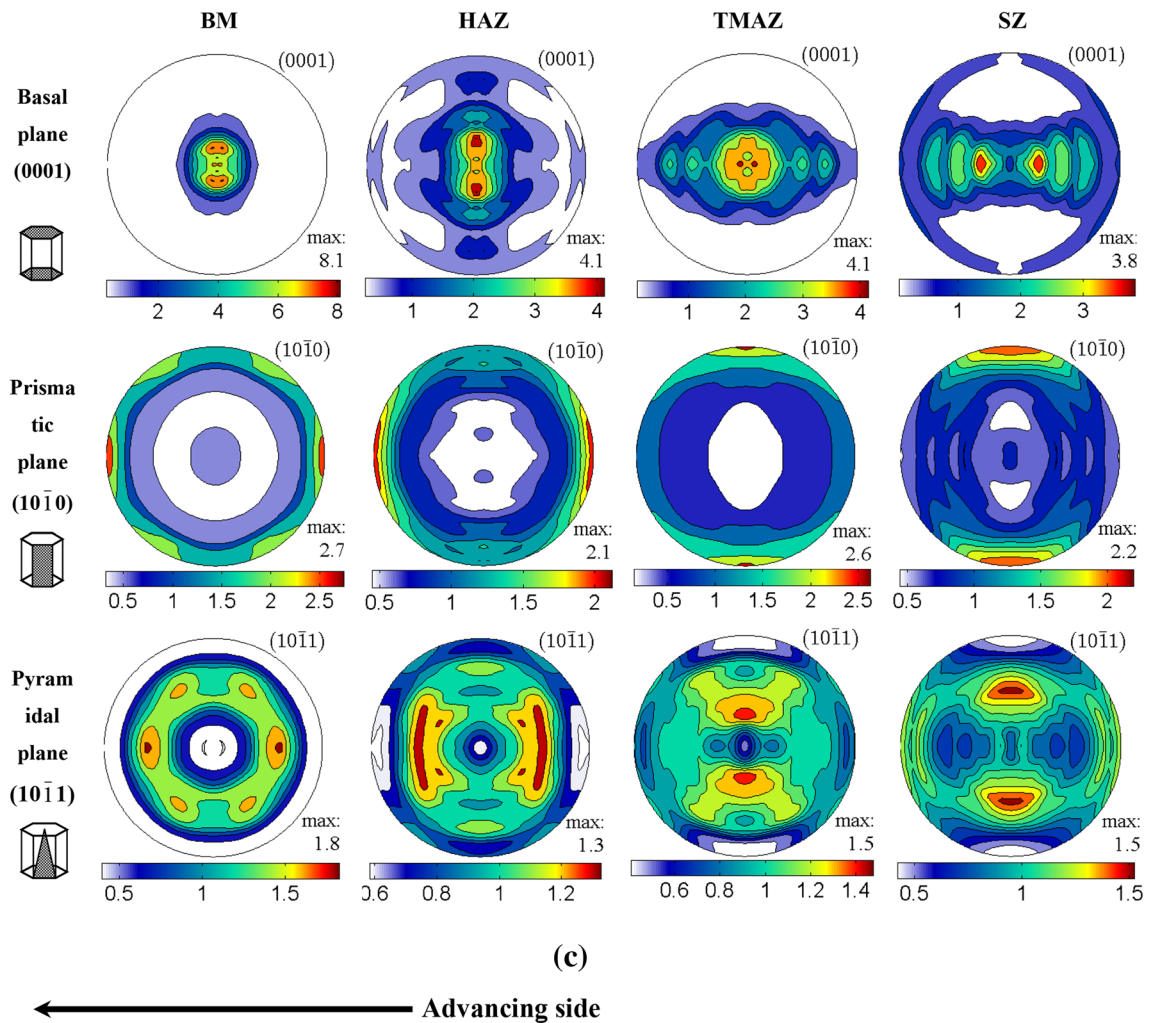 BM HAZ TMAZ SZ
(0001) (0001) (0001) (0001)
Basal
plane
(0001)
max: max: max: max:
8.1 4.1 4.1 3.8
2 4 6 8 1 2 3 4 1 2 3 4 1 2 3
(101̄0) (101̄0) (101̄0) (101̄0)
Prisma
tic
plane
(101̄0)
max: max: max: max:
2.7 2.1 2.6 2.2
0.5 1 1.5 2 2.5 0.5 1 1.5 2 0.5 1 1.5 2 2.5 0.5 1 1.5 2
(101̄1) (101̄1) (101̄1) (101̄1)
Pyram
idal
plane
(101̄1)
max: max: max: max:
1.8 1.3 1.5 1.5
0.5 1 1.5 0.6 0.8 1 1.2 0.6 0.8 1 1.2 1.4 0.5 1 1.5
(c)
Advancing side